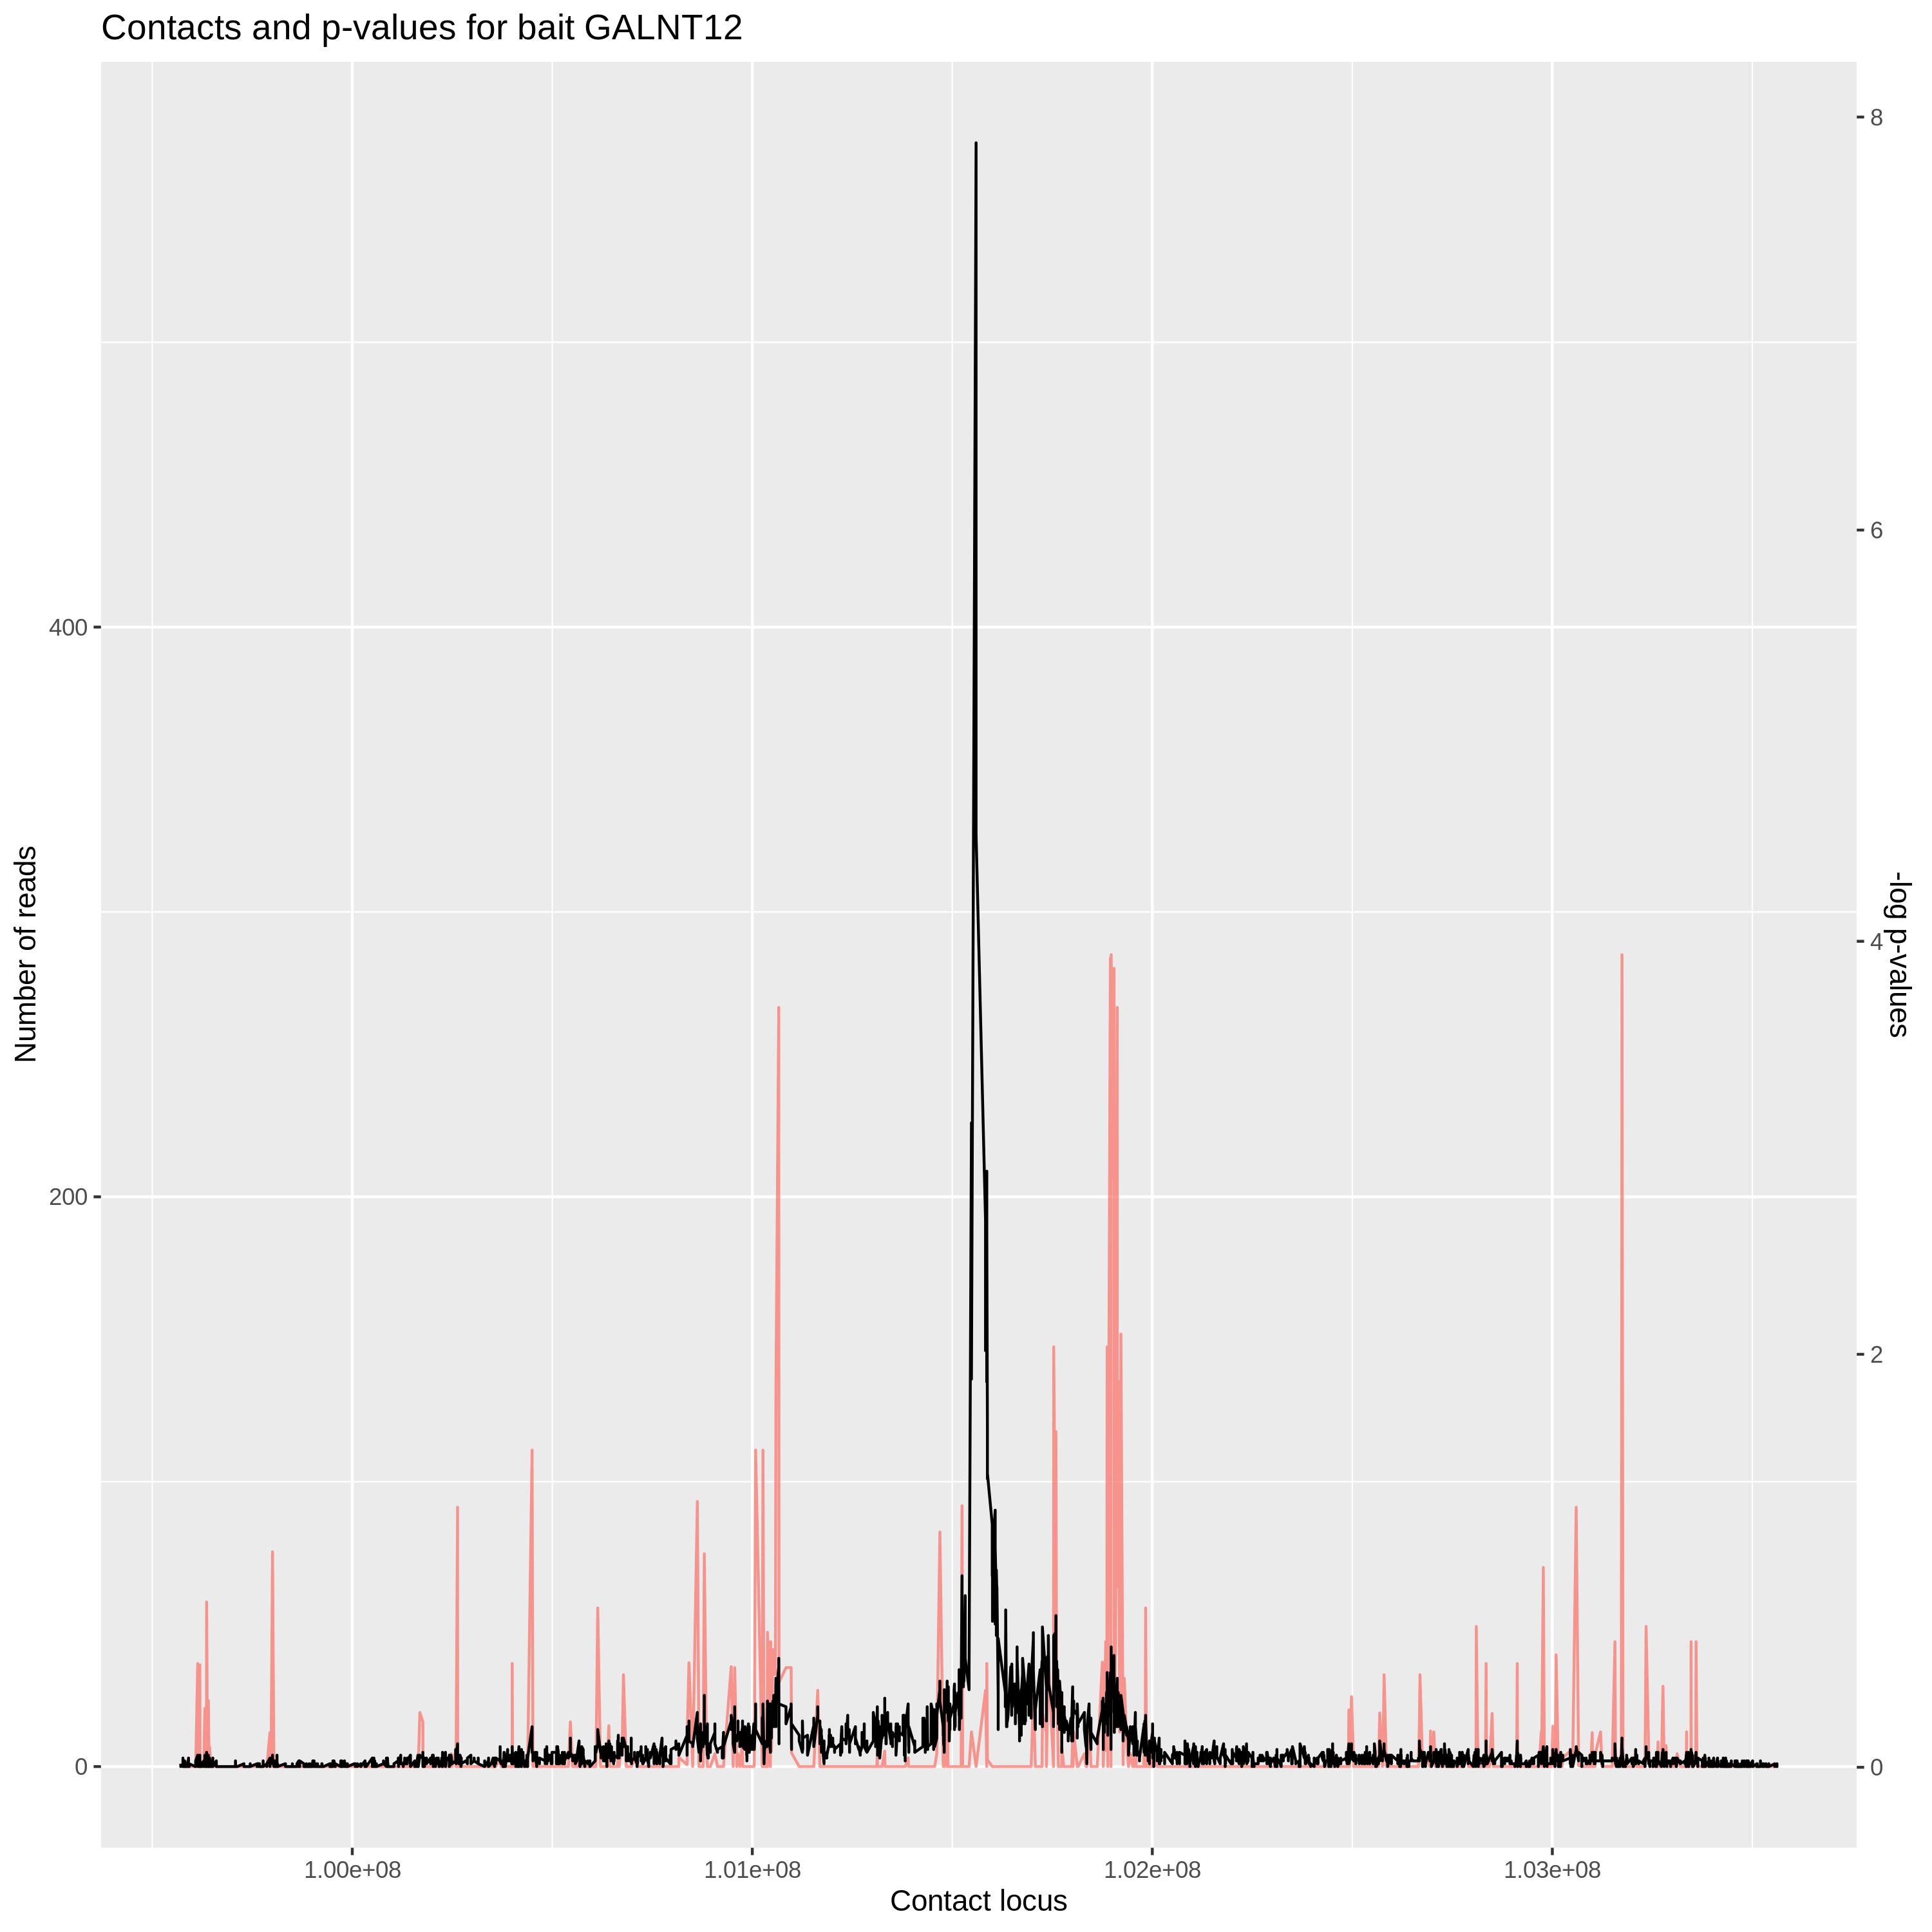 Contacts and p-values for bait GALNT12
8
6
400
Number of reads
4
-log p-values
200
2
0
0
1.00e+08
1.01e+08
1.02e+08
1.03e+08
Contact locus